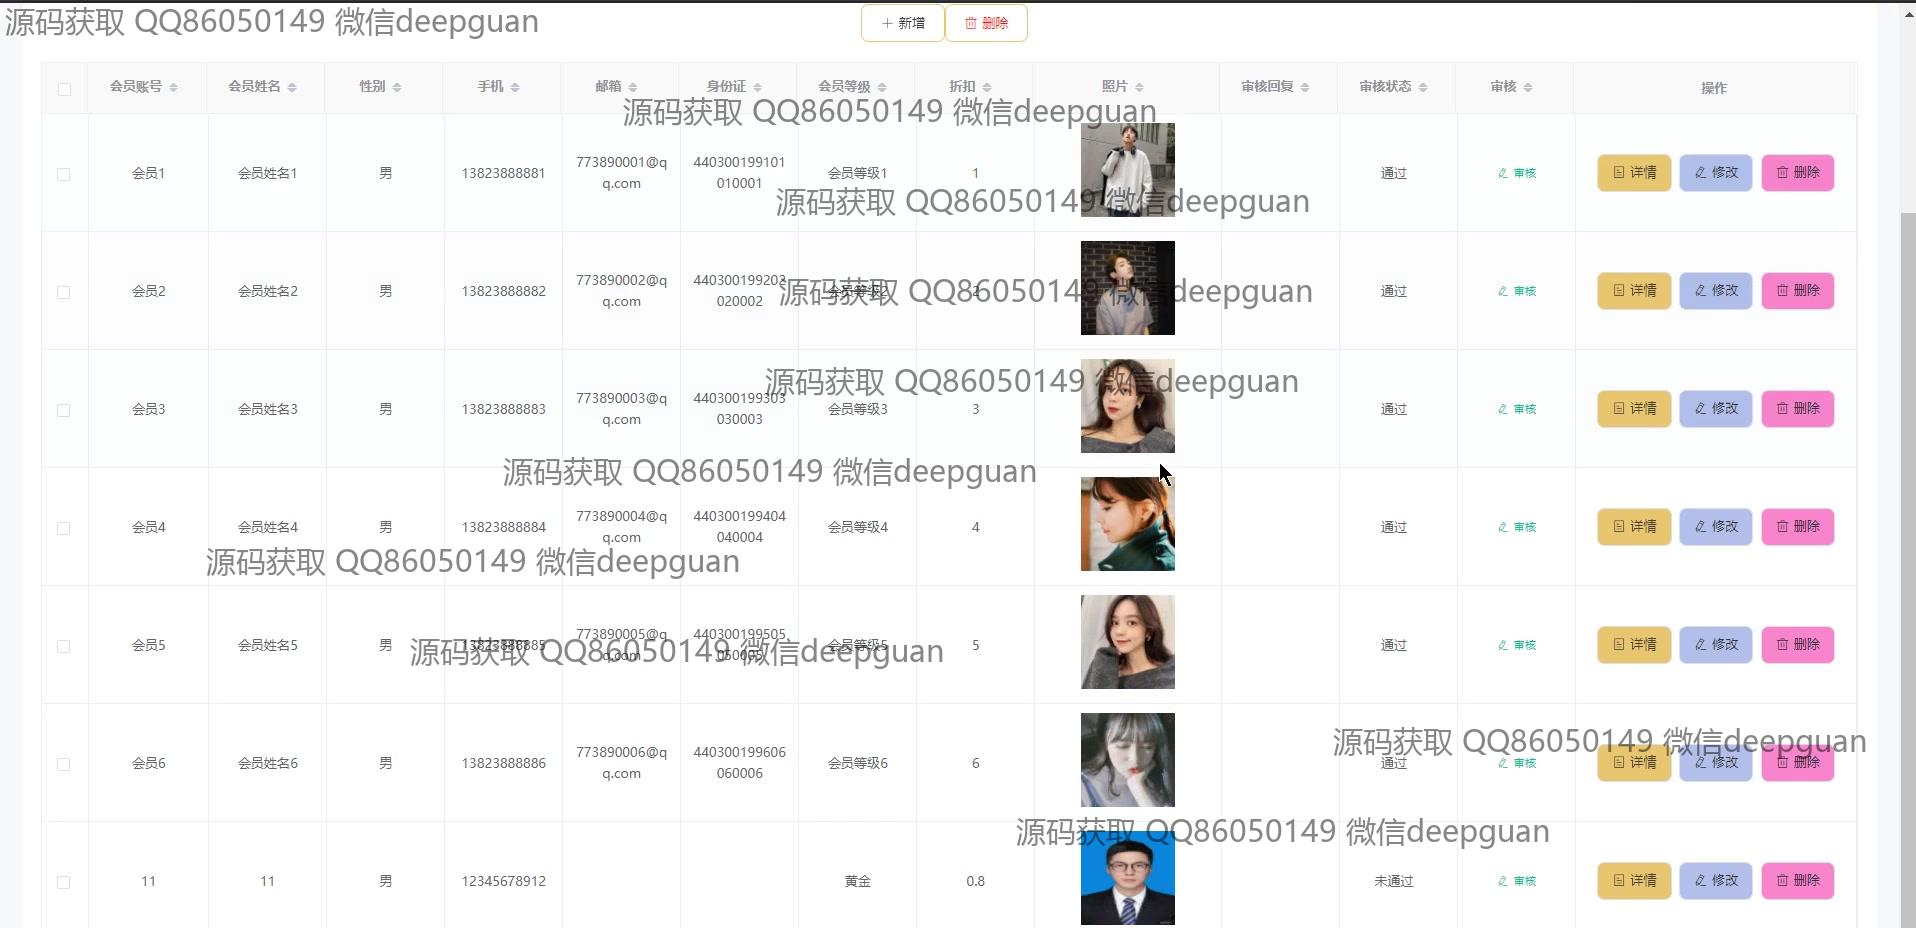 源码获取 QQ86050149 微信deepguan
新增 删除
会员账号 会员姓名 性别 手机 邮箱 身份证 会员等级 折扣 照片 审核回复 审核状态 审核 操作
源码获取 QQ86050149 微信deepguan
会员1 会员姓名1 男 13823888881 773890001@q 440300199101 会员等级1 1 通过 审核 详情 修改 删除
q.com 010001
源码获取 QQ86050149 微信deepguan
会员2 会员姓名2 男 13823888882 773890002@q 440300199202 会员等级2 2 通过 审核 详情 修改 删除
q.com 020002
源码获取 QQ86050149 微信deepguan
源码获取 QQ86050149 微信deepguan
会员3 会员姓名3 男 13823888883 773890003@q 440300199303 会员等级3 3 通过 审核 详情 修改 删除
q.com 030003
源码获取 QQ86050149 微信deepguan
会员4 会员姓名4 男 13823888884 773890004@q 440300199404 会员等级4 4 通过 审核 详情 修改 删除
q.com 040004
源码获取 QQ86050149 微信deepguan
会员5 会员姓名5 男 13823888885 773890005@q 440300199505 会员等级5 5 通过 审核 详情 修改 删除
q.com 050005
源码获取 QQ86050149 微信deepguan
源码获取 QQ86050149 微信deepguan
会员6 会员姓名6 男 13823888886 773890006@q 440300199606 会员等级6 6 通过 审核 详情 修改 删除
q.com 060006
源码获取 QQ86050149 微信deepguan
11 11 男 12345678912 黄金 0.8 未通过 审核 详情 修改 删除